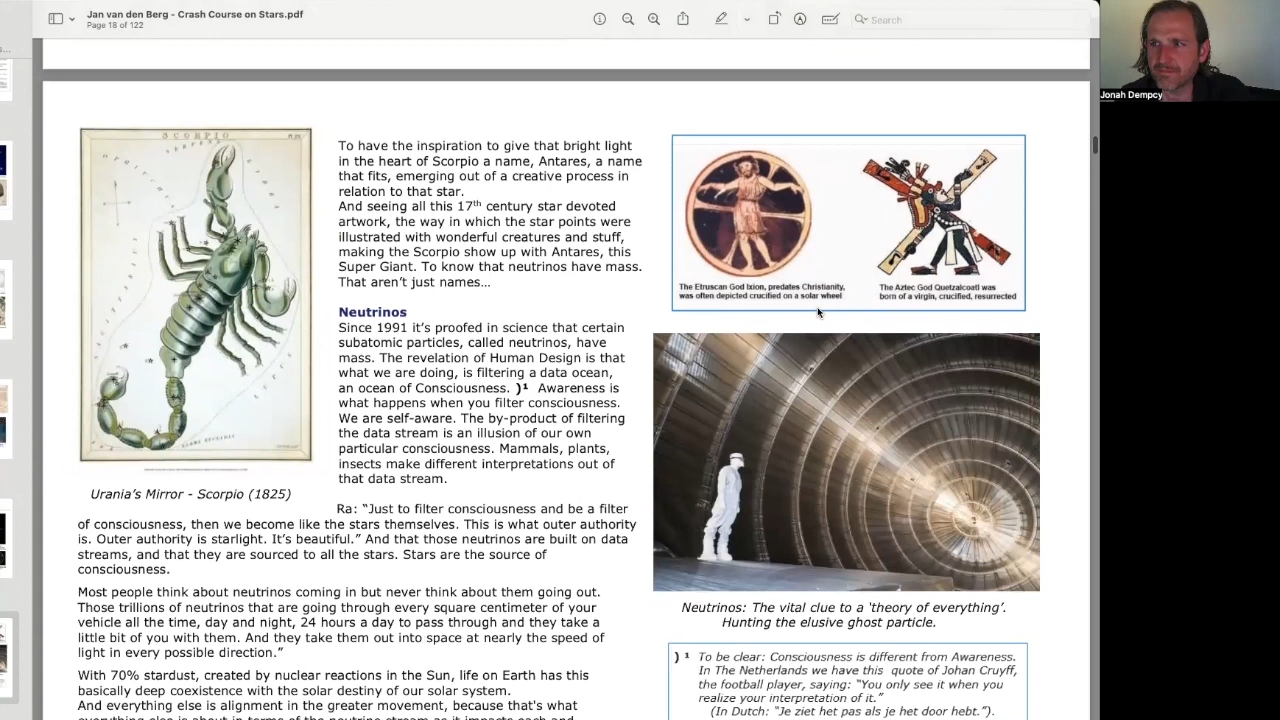 Jan van den Berg - Crash Course on Stars.pdf
Page 18 of 122
Search
Jonah Dempcy
SCORPIO
To have the inspiration to give that bright light
in the heart of Scorpio a name, Antares, a name
that fits, emerging out of a creative process in
relation to that star.
And seeing all this 17th century star devoted
artwork, the way in which the star points were
illustrated with wonderful creatures and stuff,
making the Scorpio show up with Antares, this
Super Giant. To know that neutrinos have mass.
That aren't just names...
Neutrinos
Since 1991 it's proofed in science that certain
subatomic particles, called neutrinos, have
mass. The revelation of Human Design is that
what we are doing, is filtering a data ocean,
an ocean of Consciousness. )¹ Awareness is
what happens when you filter consciousness.
We are self-aware. The by-product of filtering
the data stream is an illusion of our own
particular consciousness. Mammals, plants,
insects make different interpretations out of
that data stream.
Urania's Mirror - Scorpio (1825)
Ra: “Just to filter consciousness and be a filter
of consciousness, then we become like the stars themselves. This is what outer authority
is. Outer authority is starlight. It's beautiful.” And that those neutrinos are built on data
streams, and that they are sourced to all the stars. Stars are the source of
consciousness.
Most people think about neutrinos coming in but never think about them going out.
Those trillions of neutrinos that are going through every square centimeter of your
vehicle all the time, day and night, 24 hours a day to pass through and they take a
little bit of you with them. And they take them out into space at nearly the speed of
light in every possible direction.”
With 70% stardust, created by nuclear reactions in the Sun, life on Earth has this
basically deep coexistence with the solar destiny of our solar system.
And everything else is alignment in the greater movement, because that's what
everything else is about in terms of the neutrino stream as it impacts each and
The Etruscan God Ixion, predates Christianity,
was often depicted crucified on a solar wheel
The Aztec God Quetzalcoatl was
born of a virgin, crucified, resurrected
Neutrinos: The vital clue to a ‘theory of everything’.
Hunting the elusive ghost particle.
)¹ To be clear: Consciousness is different from Awareness.
In The Netherlands we have this quote of Johan Cruyff,
the football player, saying: “You only see it when you
realize your interpretation of it.”
(In Dutch: “Je ziet het pas als je het door hebt.”).